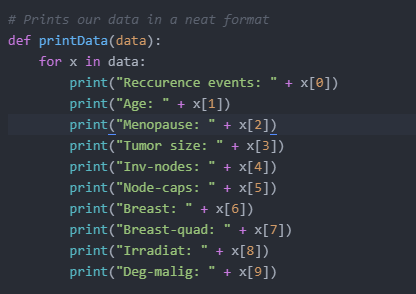 # Prints our data in a neat format
def printData(data):
    for x in data:
        print("Reccurence events: " + x[0])
        print("Age: " + x[1])
        print("Menopause: " + x[2])
        print("Tumor size: " + x[3])
        print("Inv-nodes: " + x[4])
        print("Node-caps: " + x[5])
        print("Breast: " + x[6])
        print("Breast-quad: " + x[7])
        print("Irradiat: " + x[8])
        print("Deg-malig: " + x[9])